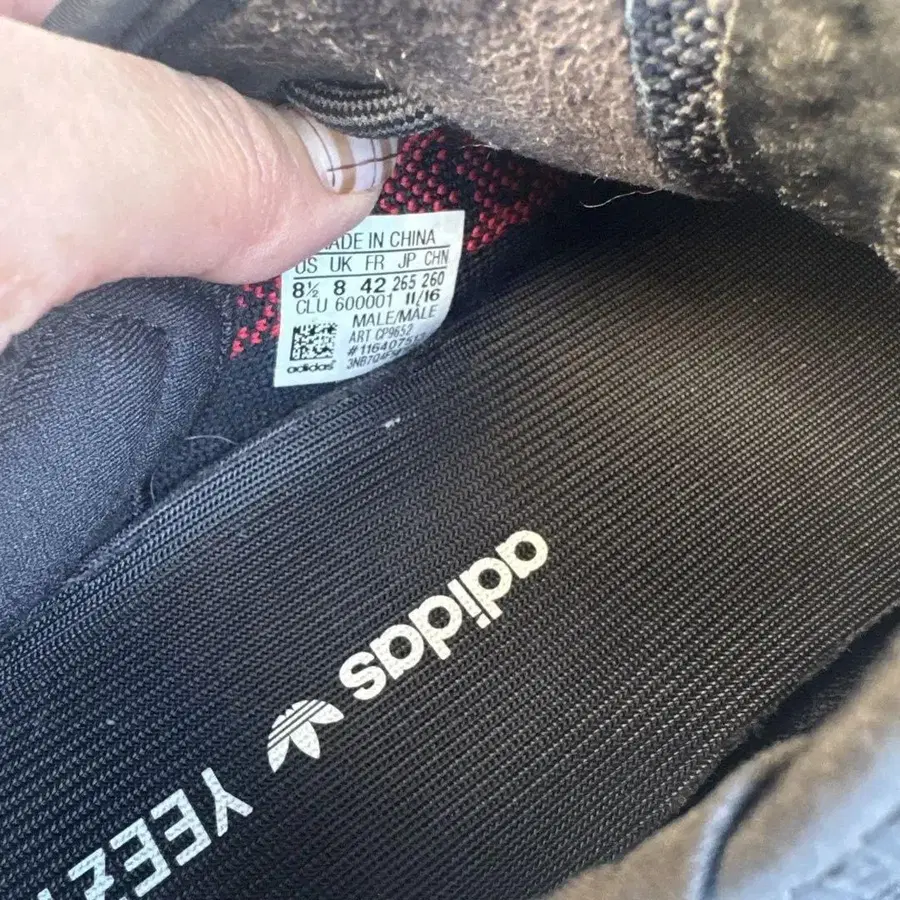 MADE IN CHINA
US UK FR JP CHN
8½ 8 42 265 260
CLU 600001 11/16
MALE/MALE
ART CP9652
adidas
adidas